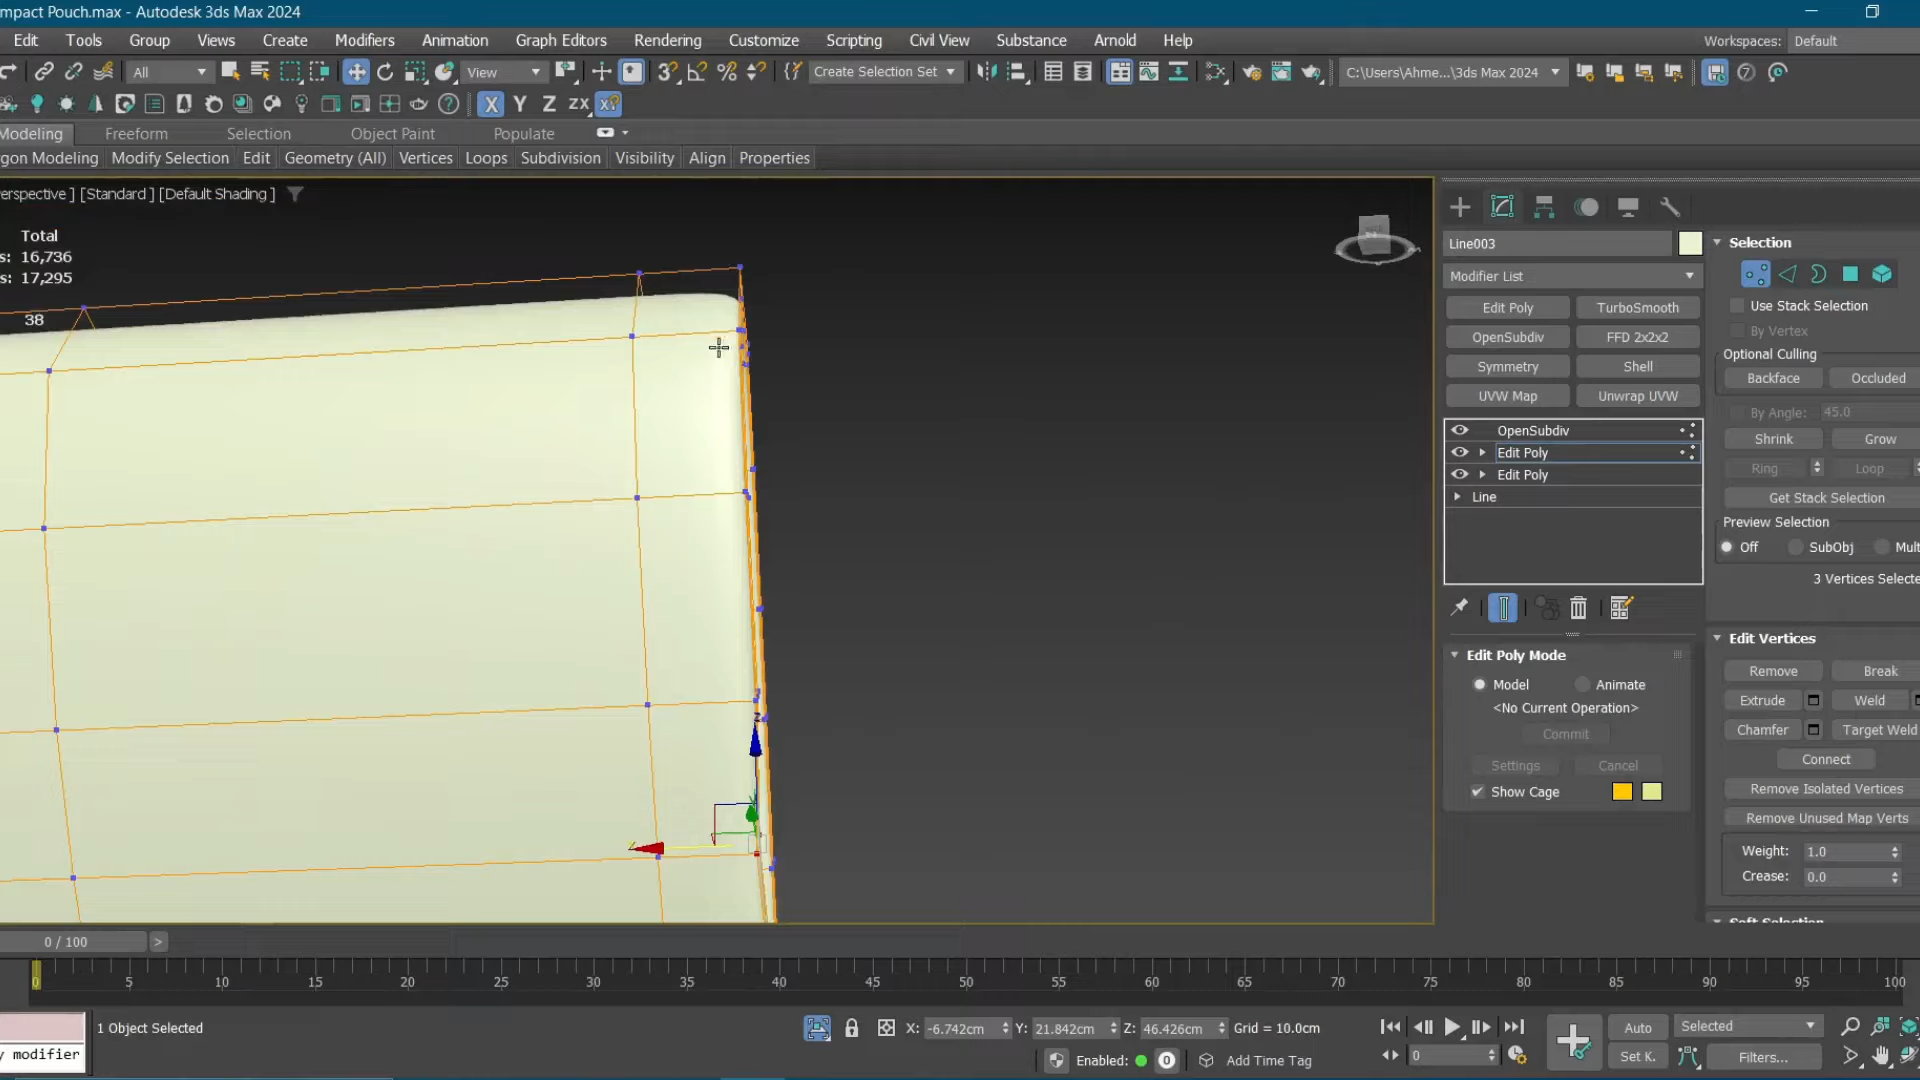 mpact Pouch.max - Autodesk 3ds Max 2024
Edit Tools Group Views Create Modifiers Animation Graph Editors Rendering Customize Scripting Civil View Substance Arnold Help
Workspaces: Default
All View Create Selection Set C:\Users\Ahme...\3ds Max 2024
X Y Z ZX
Modeling Freeform Selection Object Paint Populate
gon Modeling Modify Selection Edit Geometry (All) Vertices Loops Subdivision Visibility Align Properties
erspective ] [Standard ] [Default Shading ]
Total
s: 16,736
s: 17,295
38
Line003
Modifier List
Edit Poly TurboSmooth
OpenSubdiv FFD 2x2x2
Symmetry Shell
UVW Map Unwrap UVW
OpenSubdiv
Edit Poly
Edit Poly
Line
Edit Poly Mode
Model Animate
<No Current Operation>
Commit
Settings Cancel
Show Cage
Selection
Use Stack Selection
By Vertex
Optional Culling
Backface Occluded
By Angle: 45.0
Shrink Grow
Ring Loop
Get Stack Selection
Preview Selection
Off SubObj Mult
3 Vertices Selecte
Edit Vertices
Remove Break
Extrude Weld
Chamfer Target Weld
Connect
Remove Isolated Vertices
Remove Unused Map Verts
Weight: 1.0
Crease: 0.0
Soft Selection
0 / 100 >
0 5 10 15 20 25 30 35 40 45 50 55 60 65 70 75 80 85 90 95 100
1 Object Selected
X: -6.742cm Y: 21.842cm Z: 46.426cm Grid = 10.0cm
Auto Selected
y modifier
Enabled: 0 Add Time Tag
0
Set K. Filters...